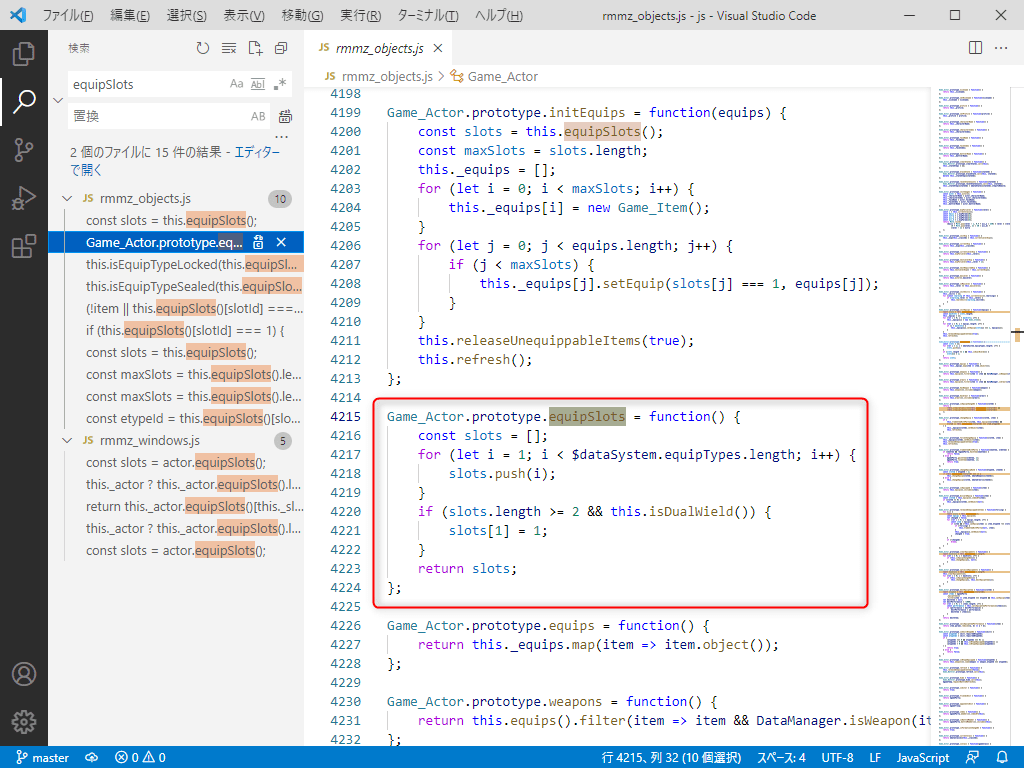 ファイル(F) 編集(E) 選択(S) 表示(V) 移動(G) 実行(R) ターミナル(T) ヘルプ(H) rmmz_objects.js - js - Visual Studio Code
検索
equipSlots Aa Abl .*
置換 AB
2 個のファイルに 15 件の結果 - エディター
で開く
JS rmmz_objects.js 10
const slots = this.equipSlots();
Game_Actor.prototype.eq...
this.isEquipTypeLocked(this.equipSl...
this.isEquipTypeSealed(this.equipSlo...
(!item || this.equipSlots()[slotId] ===...
if (this.equipSlots()[slotId] === 1) {
const slots = this.equipSlots();
const maxSlots = this.equipSlots().le...
const maxSlots = this.equipSlots().le...
const etypeId = this.equipSlots()[slo...
JS rmmz_windows.js 5
const slots = actor.equipSlots();
this._actor ? this._actor.equipSlots().l...
return this._actor.equipSlots()[this._sl...
this._actor ? this._actor.equipSlots().l...
const slots = actor.equipSlots();
JS rmmz_objects.js
JS rmmz_objects.js > Game_Actor
4198
4199 Game_Actor.prototype.initEquips = function(equips) {
4200 const slots = this.equipSlots();
4201 const maxSlots = slots.length;
4202 this._equips = [];
4203 for (let i = 0; i < maxSlots; i++) {
4204 this._equips[i] = new Game_Item();
4205 }
4206 for (let j = 0; j < equips.length; j++) {
4207 if (j < maxSlots) {
4208 this._equips[j].setEquip(slots[j] === 1, equips[j]);
4209 }
4210 }
4211 this.releaseUnequippableItems(true);
4212 this.refresh();
4213 };
4214
4215 Game_Actor.prototype.equipSlots = function() {
4216 const slots = [];
4217 for (let i = 1; i < $dataSystem.equipTypes.length; i++) {
4218 slots.push(i);
4219 }
4220 if (slots.length >= 2 && this.isDualWield()) {
4221 slots[1] = 1;
4222 }
4223 return slots;
4224 };
4225
4226 Game_Actor.prototype.equips = function() {
4227 return this._equips.map(item => item.object());
4228 };
4229
4230 Game_Actor.prototype.weapons = function() {
4231 return this.equips().filter(item => item && DataManager.isWeapon(it
4232 };
master 0 0 行 4215、列 32 (10 個選択) スペース: 4 UTF-8 LF JavaScript